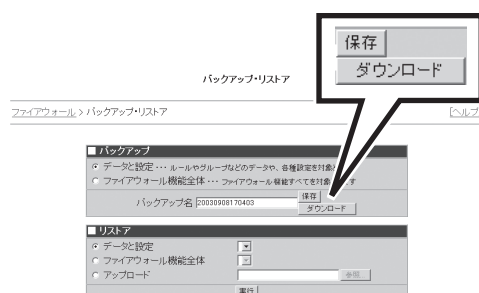 保存
ダウンロード
バックアップ・リストア
ファイアウォール > バックアップ・リストア
[ヘルプ
■ バックアップ
データと設定 ・・・ ルールやグループなどのデータや、各種設定を対象
ファイアウォール機能全体 ・・・ ファイアウォール機能すべてを対象 す
バックアップ名 20030908170403 保存
ダウンロード
■ リストア
データと設定
ファイアウォール機能全体
アップロード 参照...
実行